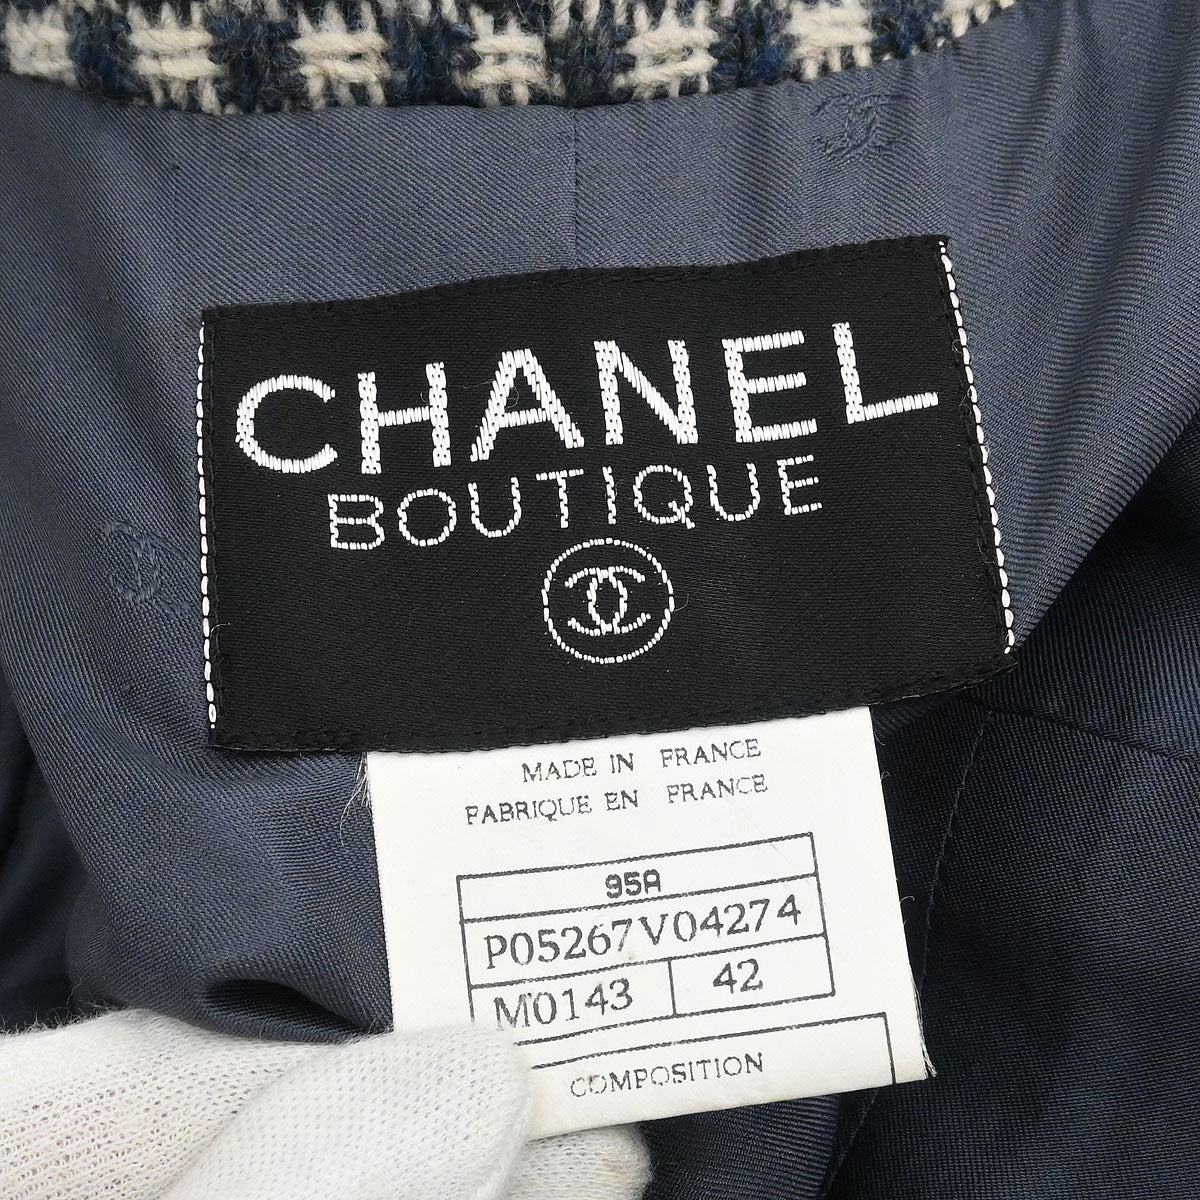 CHANEL
BOUTIQUE
MADE IN FRANCE
FABRIQUE EN FRANCE
95A
P05267V04274
M0143 42
COMPOSITION